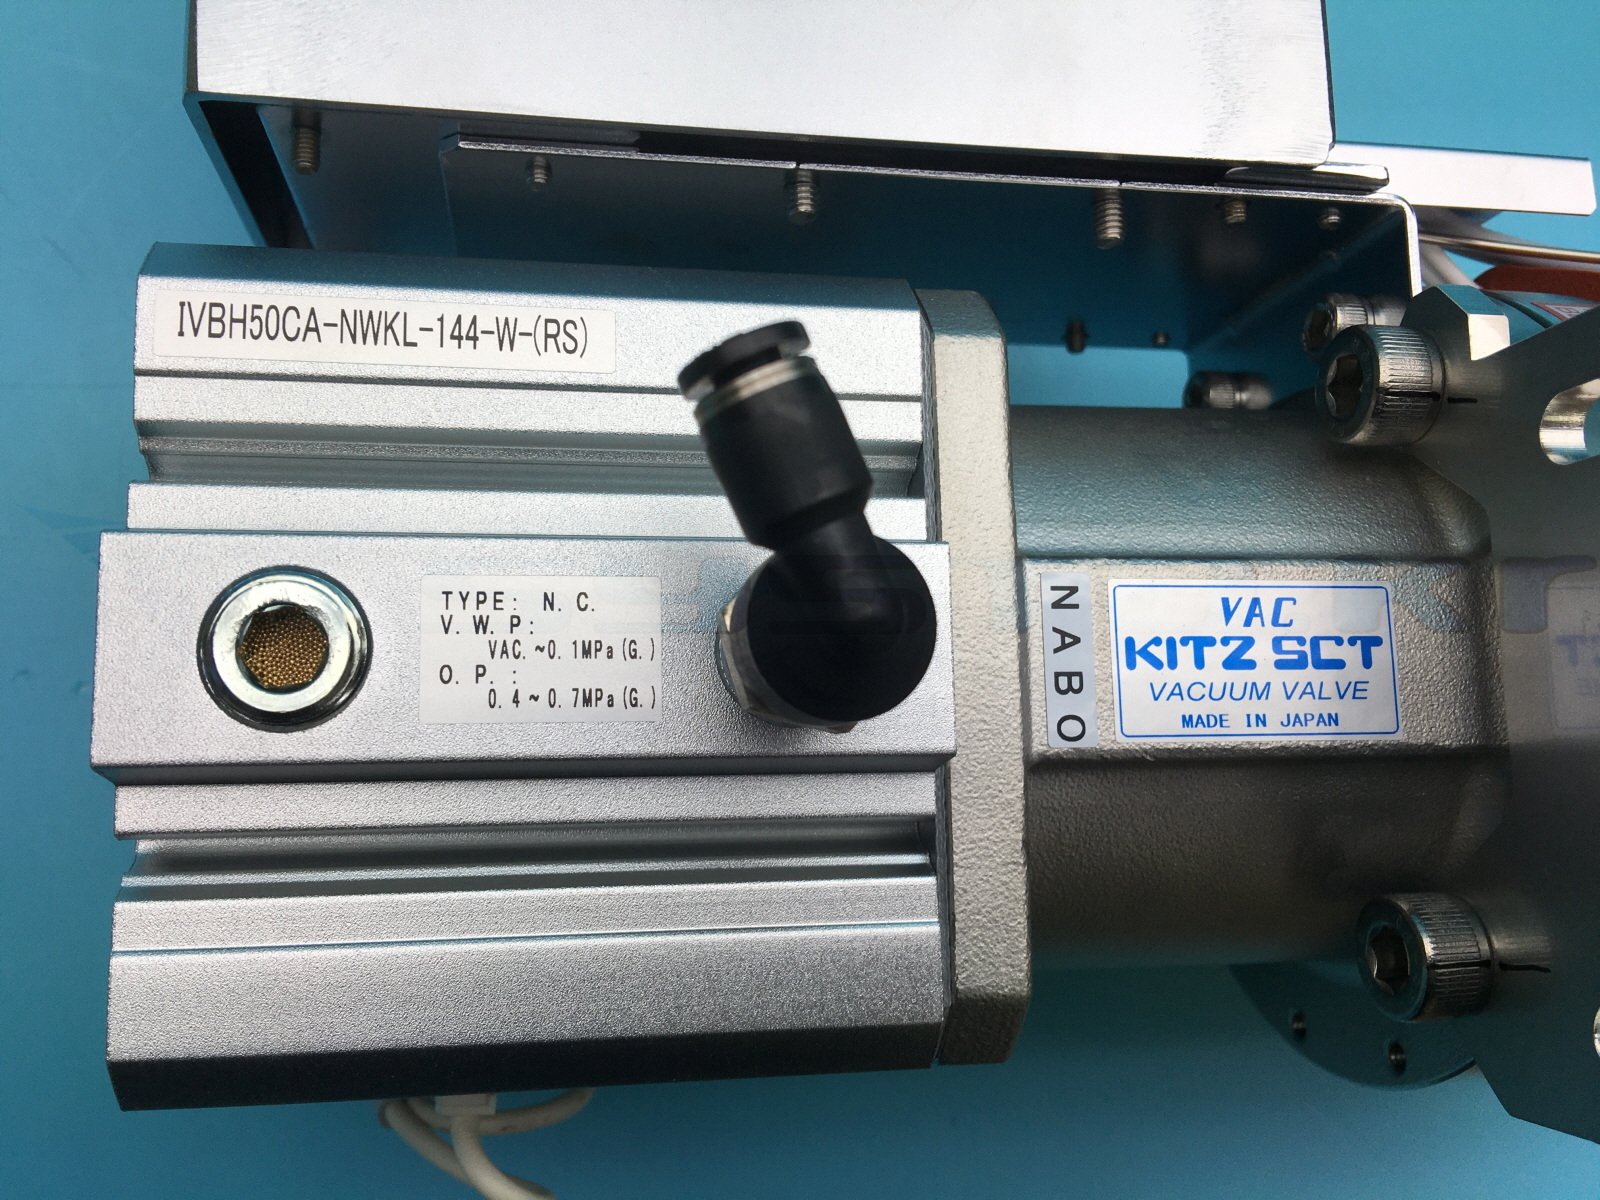 IVBH50CA-NWKL-144-W-(RS)
TYPE: N.C.
V.W.P:
VAC.~0.1MPa(G.)
O.P.:
0.4~0.7MPa(G.)
NABO
VAC
KITZ SCT
VACUUM VALVE
MADE IN JAPAN